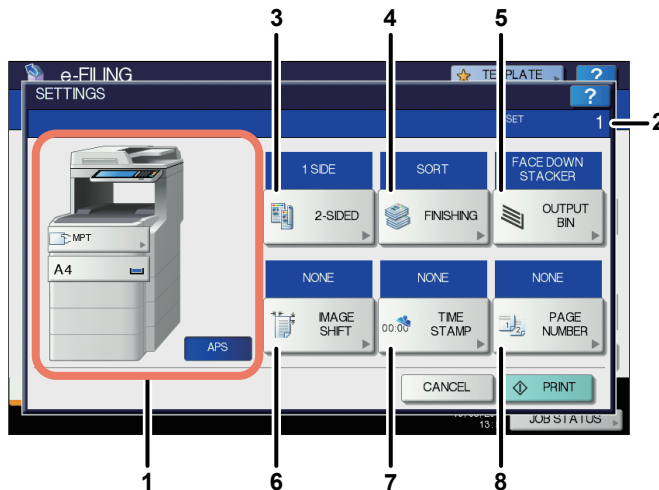 3 4 5
e-FILING
TEMPLATE ?
SETTINGS ?
SET 1 2
1 SIDE
SORT
FACE DOWN
STACKER
MPT
2-SIDED
FINISHING
OUTPUT
BIN
A4
NONE
NONE
NONE
IMAGE
SHIFT
00:00
TIME
STAMP
1 2
PAGE
NUMBER
APS
CANCEL
PRINT
JOB STATUS
1 6 7 8